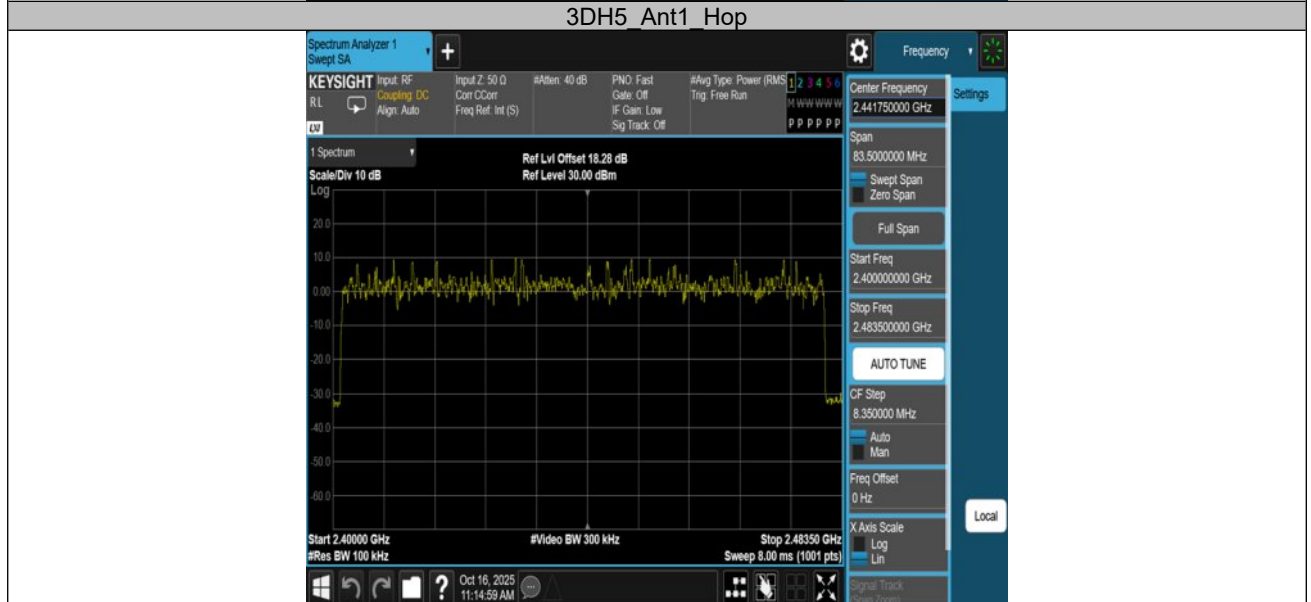 3DH5_Ant1_Hop
Spectrum Analyzer 1
Swept SA
+
Frequency
KEYSIGHT
RL
Input: RF
Coupling: DC
Align: Auto
Input Z: 50 Ω
Corr CCorr
Freq Ref: Int (S)
#Atten: 40 dB
PNO: Fast
Gate: Off
IF Gain: Low
Sig Track: Off
#Avg Type: Power (RMS
Trig: Free Run
1 2 3 4 5 6
M W W W W W
P P P P P P
Settings
Center Frequency
2.441750000 GHz
Span
83.5000000 MHz
Swept Span
Zero Span
Full Span
Start Freq
2.400000000 GHz
Stop Freq
2.483500000 GHz
AUTO TUNE
CF Step
8.350000 MHz
Auto
Man
Freq Offset
0 Hz
X Axis Scale
Log
Lin
Signal Track
(Span Zoom)
Local
1 Spectrum
Scale/Div 10 dB
Ref Lvl Offset 18.28 dB
Ref Level 30.00 dBm
Log
20.0
10.0
0.00
-10.0
-20.0
-30.0
-40.0
-50.0
-60.0
Start 2.40000 GHz
#Video BW 300 kHz
Stop 2.48350 GHz
#Res BW 100 kHz
Sweep 8.00 ms (1001 pts)
?
Oct 16, 2025
11:14:59 AM